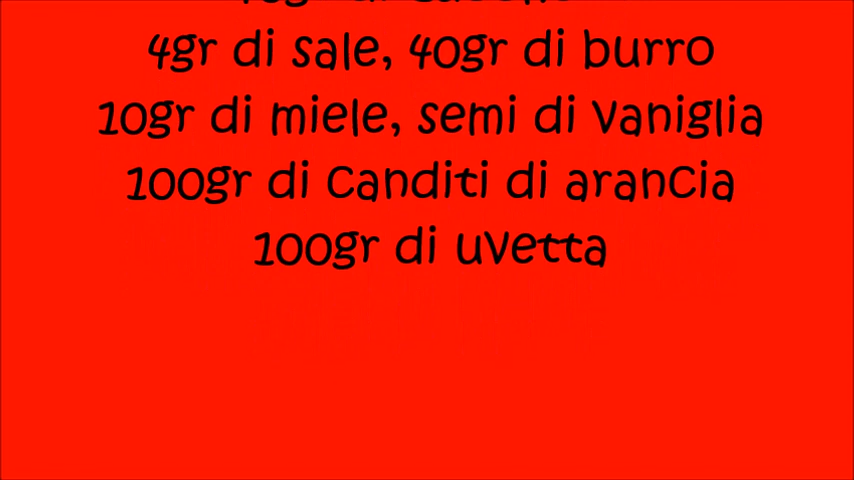 4gr di sale, 40gr di burro
10gr di miele, semi di vaniglia
100gr di canditi di arancia
100gr di uvetta